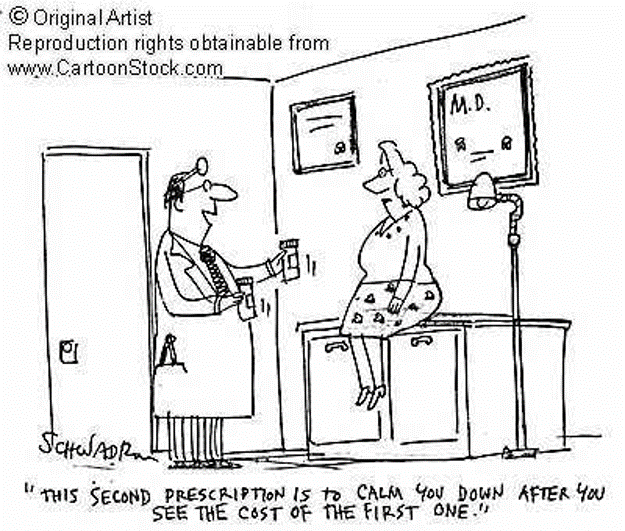 © Original Artist
Reproduction rights obtainable from
www.CartoonStock.com
M.D.
SCHWADRON
"THIS SECOND PRESCRIPTION IS TO CALM YOU DOWN AFTER YOU
SEE THE COST OF THE FIRST ONE."